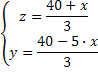 z = (40 + x)/3
y = (40 − 5 · x)/3